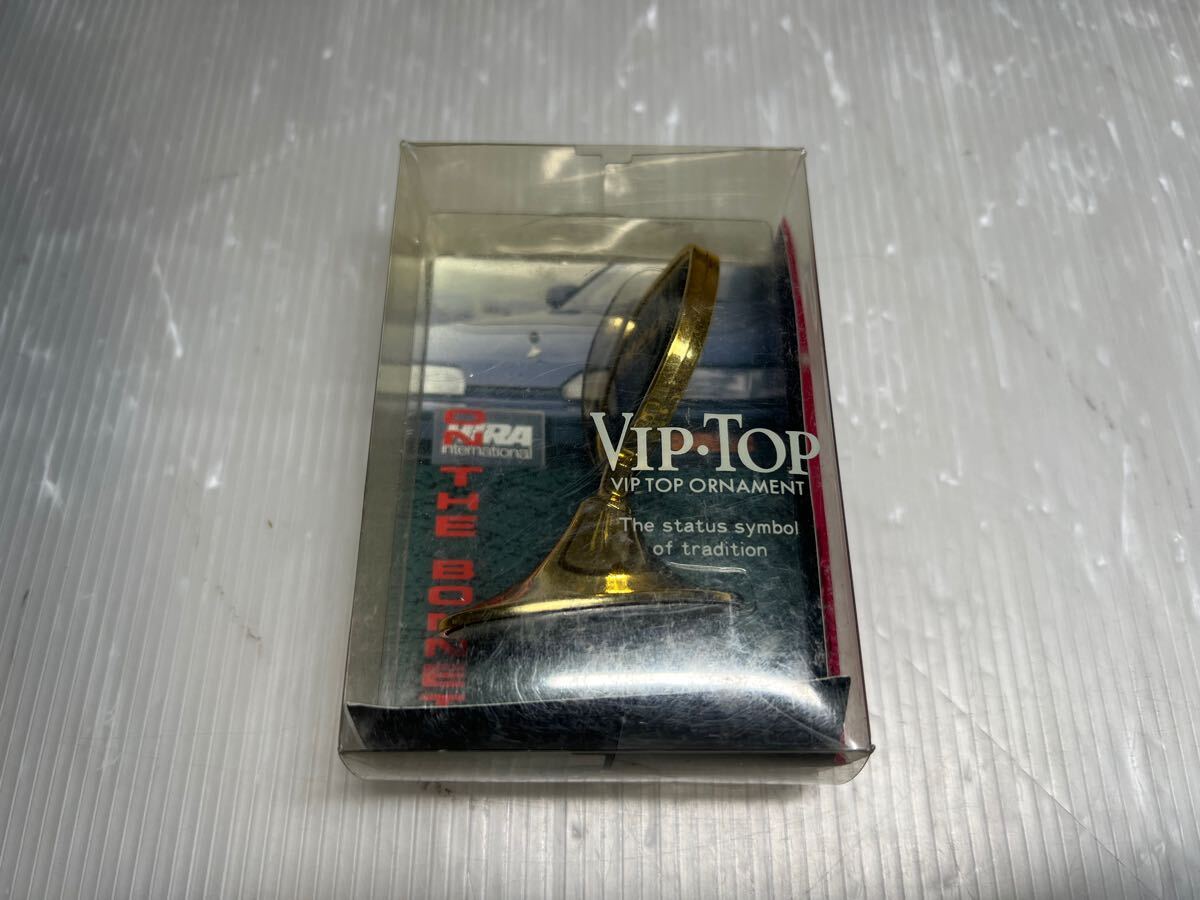 VIP·TOP
VIP TOP ORNAMENT
The status symbol
of tradition
international
ON THE BONNET